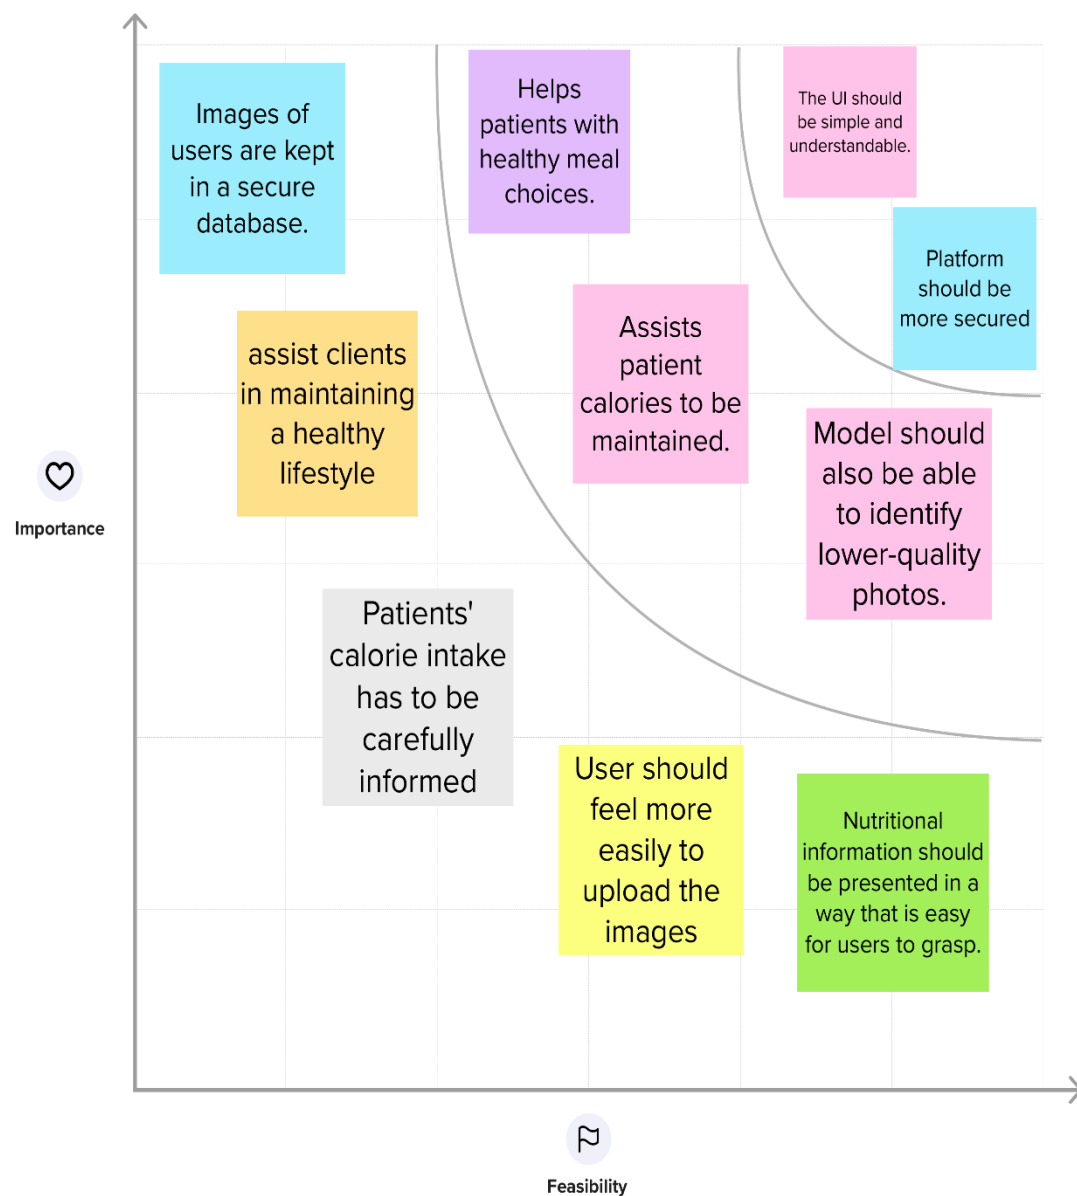 Images of
users are kept
in a secure
database.
Helps
patients with
healthy meal
choices.
The UI should
be simple and
understandable.
Platform
should be
more secured
assist clients
in maintaining
a healthy
lifestyle
Assists
patient
calories to be
maintained.
Model should
also be able
to identify
lower-quality
photos.
Importance
Patients'
calorie intake
has to be
carefully
informed
User should
feel more
easily to
upload the
images
Nutritional
information should
be presented in a
way that is easy
for users to grasp.
Feasibility